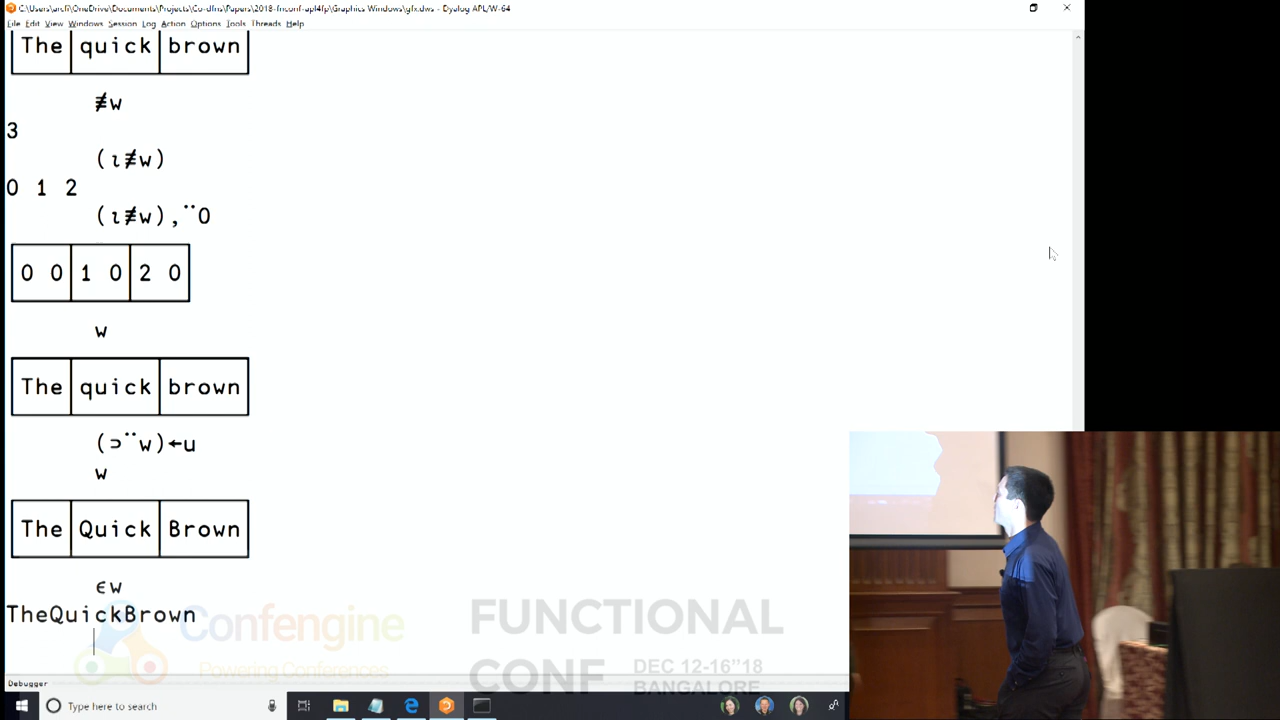 C:\Users\arcfi\OneDrive\Documents\Projects\Co-dfns\Papers\2018-fnconf-apl4fp\Graphics Windows\gfx.dws - Dyalog APL/W-64
File Edit View Windows Session Log Action Options Tools Threads Help
The quick brown
≢w
3
(⍳≢w)
0 1 2
(⍳≢w),¨0
0 0 1 0 2 0
w
The quick brown
(⊃¨w)←u
w
The Quick Brown
∊w
TheQuickBrown
Confengine
Powering Conferences
FUNCTIONAL
CONF DEC 12-16"18
BANGALORE
Debugger
Type here to search